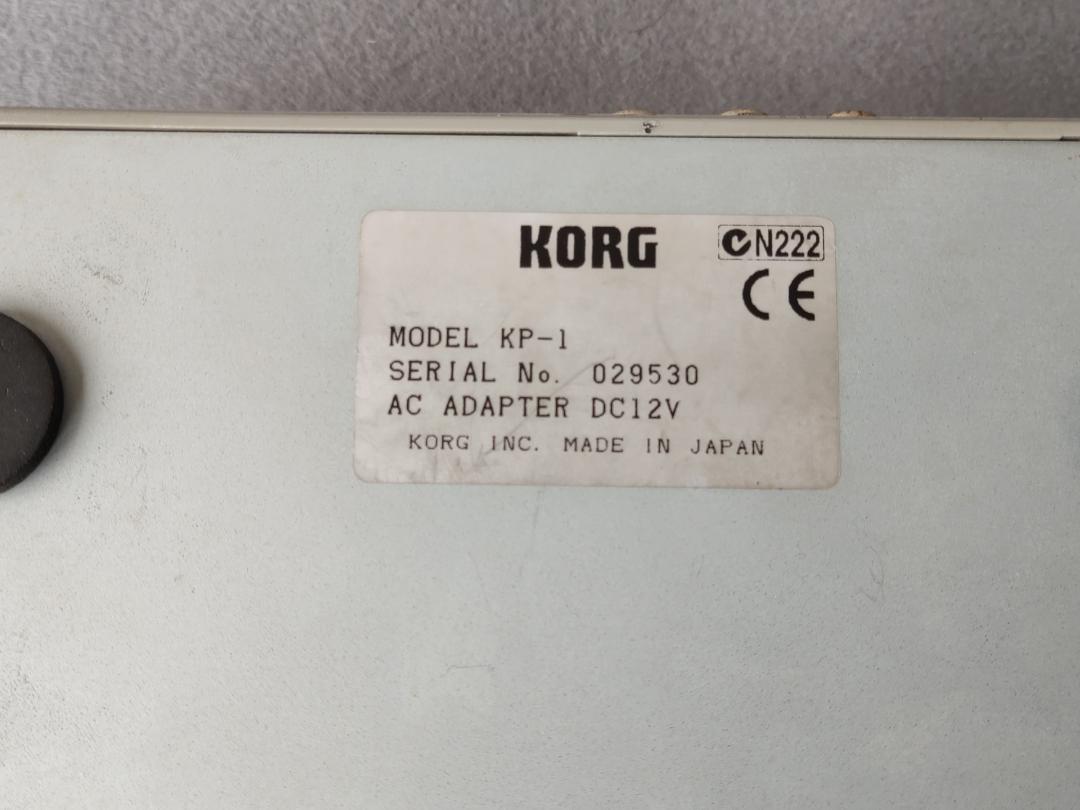 KORG
N222
CE
MODEL KP-1
SERIAL No. 029530
AC ADAPTER DC12V
KORG INC. MADE IN JAPAN